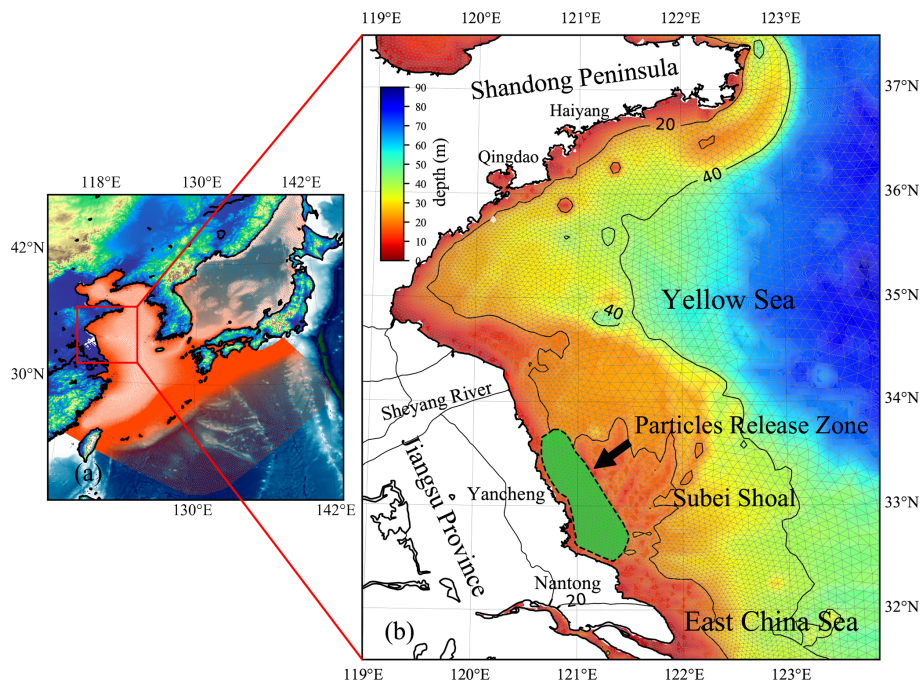 119°E 120°E 121°E 122°E 123°E
Shandong Peninsula
37°N
90
80
70
60
50
40
30
20
10
0
depth (m)
Haiyang
20
Qingdao
40
36°N
118°E 130°E 142°E
42°N
30°N
(a)
130°E 142°E
35°N
Yellow Sea
40
34°N
Sheyang River
Particles Release Zone
Jiangsu Province
Yancheng
Subei Shoal
33°N
Nantong
20
32°N
East China Sea
(b)
119°E 120°E 121°E 122°E 123°E